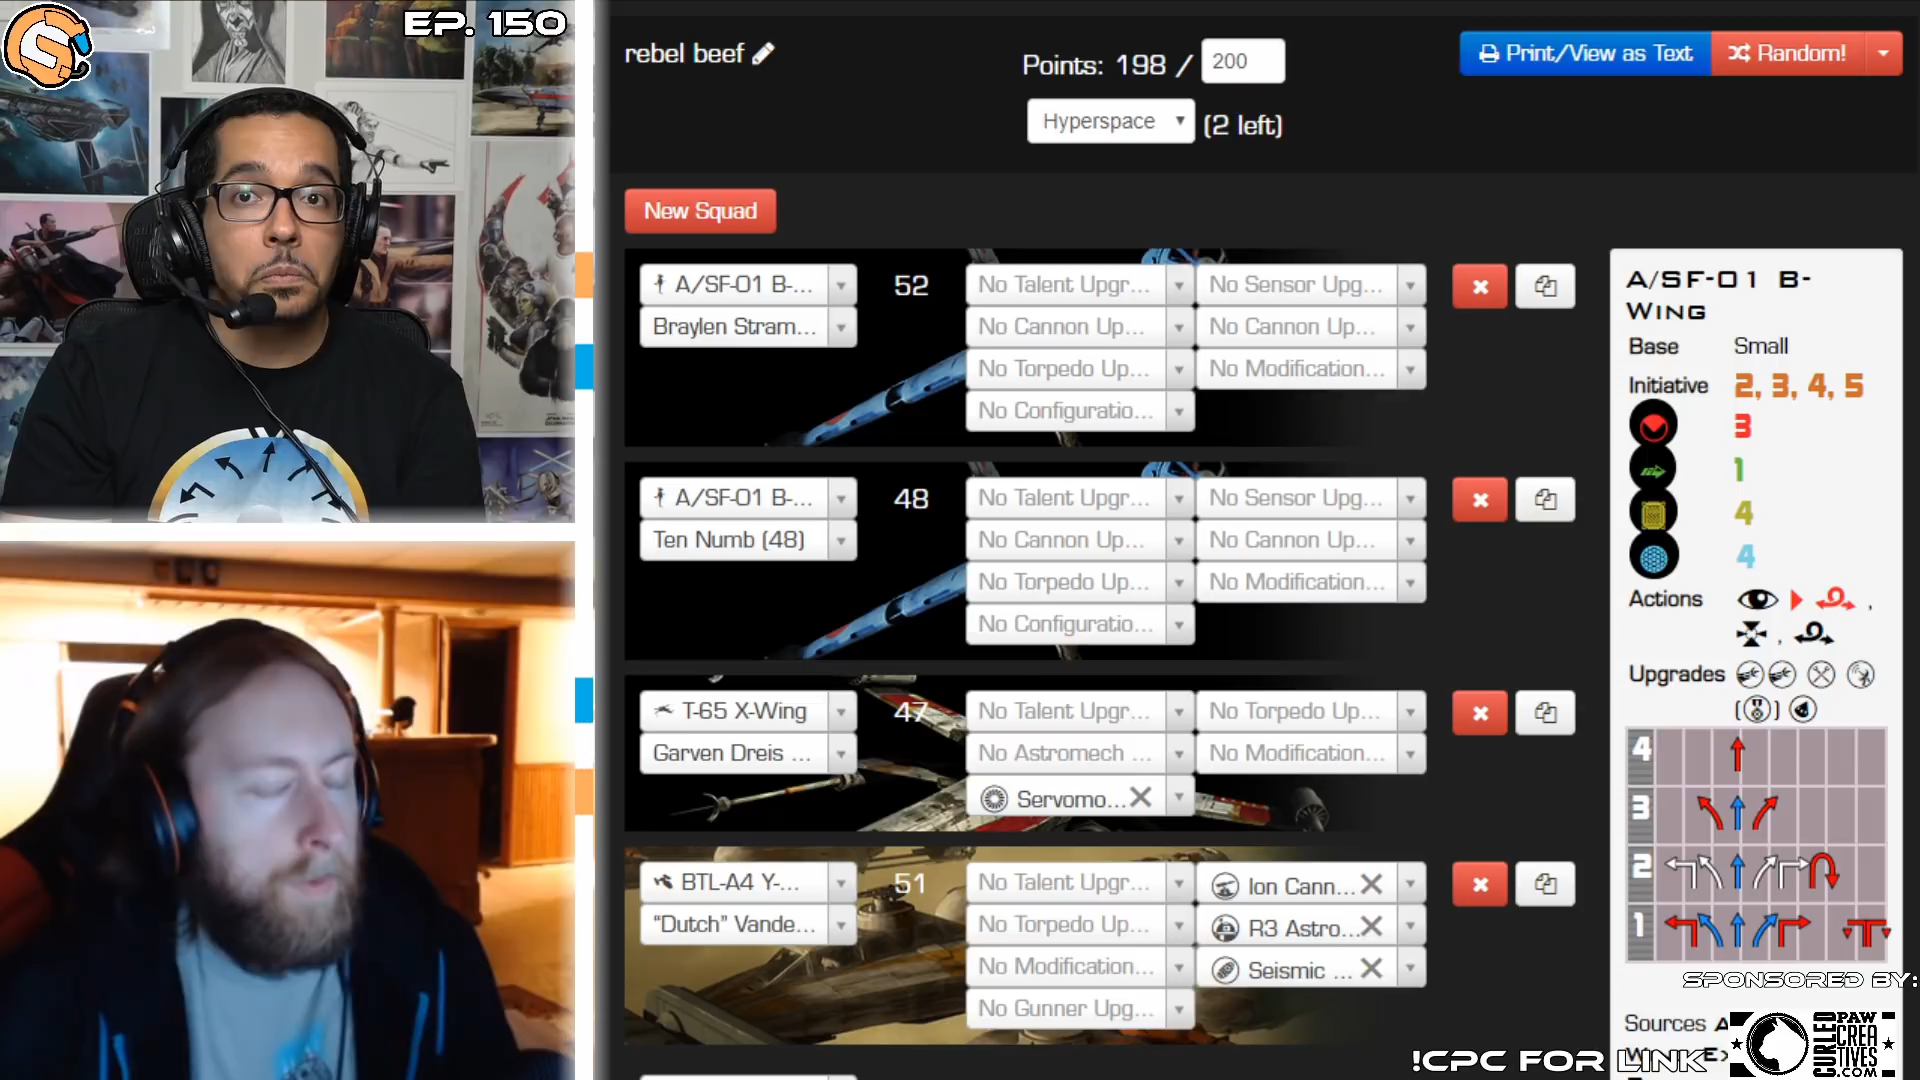 EP. 150
rebel beef
Points: 198 / 200
Hyperspace (2 left)
Print/View as Text
Random!
New Squad
A/SF-01 B-...
52
No Talent Upgr...
No Sensor Upg...
Braylen Stram...
No Cannon Up...
No Cannon Up...
No Torpedo Up...
No Modification...
No Configuratio...
A/SF-01 B-...
48
No Talent Upgr...
No Sensor Upg...
Ten Numb (48)
No Cannon Up...
No Cannon Up...
No Torpedo Up...
No Modification...
No Configuratio...
T-65 X-Wing
47
No Talent Upgr...
No Torpedo Up...
Garven Dreis ...
No Astromech ...
No Modification...
Servomo...
BTL-A4 Y-...
51
No Talent Upgr...
Ion Cann...
"Dutch" Vande...
No Torpedo Up...
R3 Astro...
No Modification...
Seismic ...
No Gunner Upg...
A/SF-01 B-
Wing
Base Small
Initiative 2, 3, 4, 5
3
1
4
4
Actions
Upgrades
4
3
2
1
Sources
SPONSORED BY:
!CPC FOR LINK
CURLED
PAW
CREA
TIVES
.COM